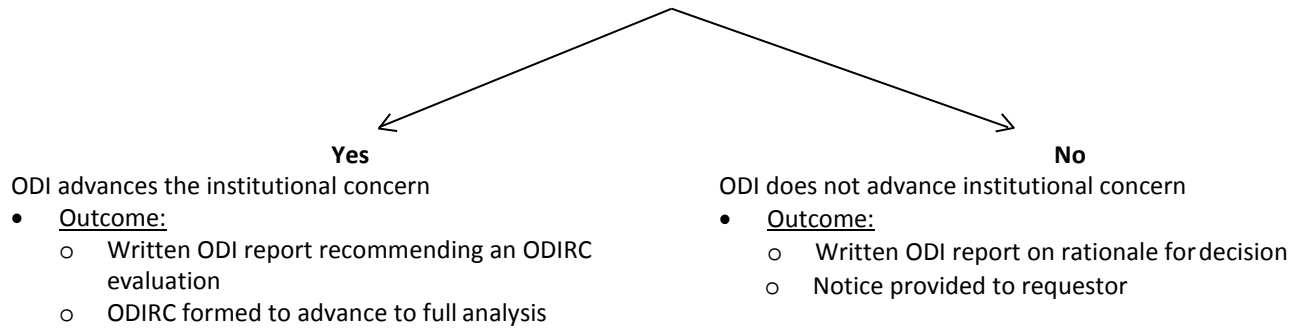 Yes
ODI advances the institutional concern
• Outcome:
o Written ODI report recommending an ODIRC
evaluation
o ODIRC formed to advance to full analysis
No
ODI does not advance institutional concern
• Outcome:
o Written ODI report on rationale for decision
o Notice provided to requestor